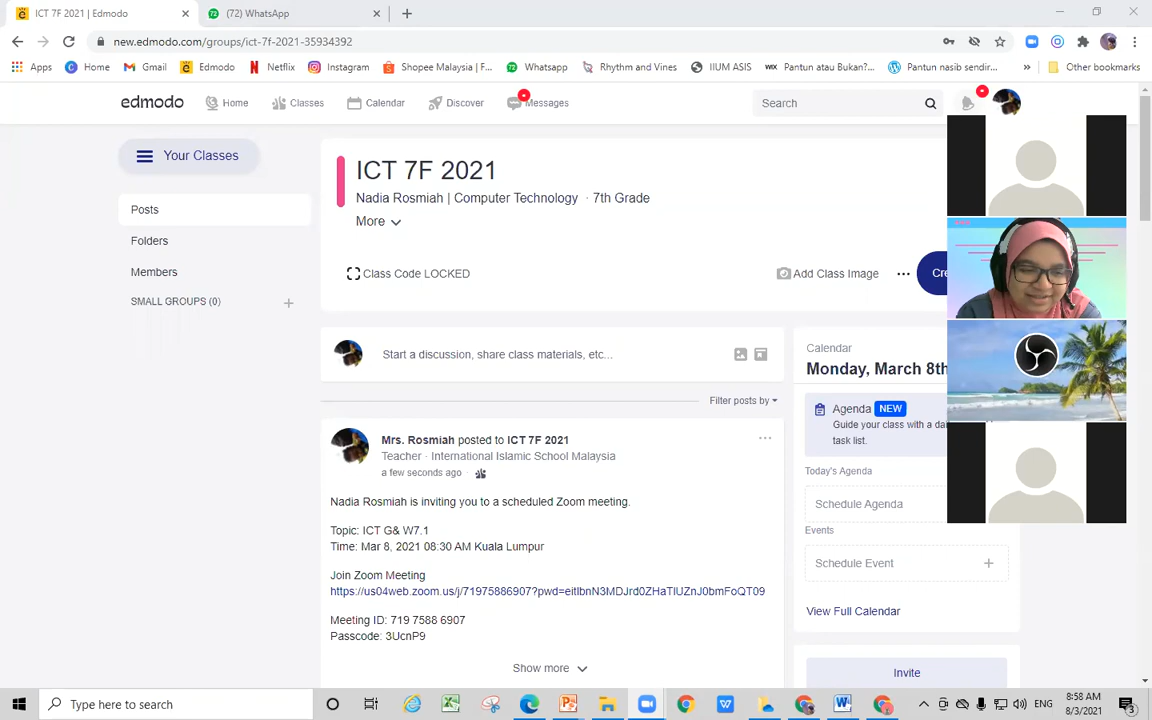 ICT 7F 2021 | Edmodo
(72) WhatsApp
new.edmodo.com/groups/ict-7f-2021-35934392
Apps
Home
Gmail
Edmodo
Netflix
Instagram
Shopee Malaysia | F...
Whatsapp
Rhythm and Vines
IIUM ASIS
Pantun atau Bukan?...
Pantun nasib sendir...
»
Other bookmarks
edmodo
Home
Classes
Calendar
Discover
Messages
Search
Your Classes
Posts
Folders
Members
SMALL GROUPS (0)
ICT 7F 2021
Nadia Rosmiah | Computer Technology · 7th Grade
More
Class Code LOCKED
Add Class Image
Start a discussion, share class materials, etc...
Filter posts by
Mrs. Rosmiah posted to ICT 7F 2021
Teacher · International Islamic School Malaysia
a few seconds ago
Nadia Rosmiah is inviting you to a scheduled Zoom meeting.
Topic: ICT G& W7.1
Time: Mar 8, 2021 08:30 AM Kuala Lumpur
Join Zoom Meeting
https://us04web.zoom.us/j/71975886907?pwd=eitIbnN3MDJrd0ZHaTlUZnJ0bmFoQT09
Meeting ID: 719 7588 6907
Passcode: 3UcnP9
Show more
Calendar
Monday, March 8th
Agenda NEW
Guide your class with a
task list.
Today's Agenda
Schedule Agenda
Events
Schedule Event
View Full Calendar
Invite
Type here to search
ENG
8:58 AM
8/3/2021
3